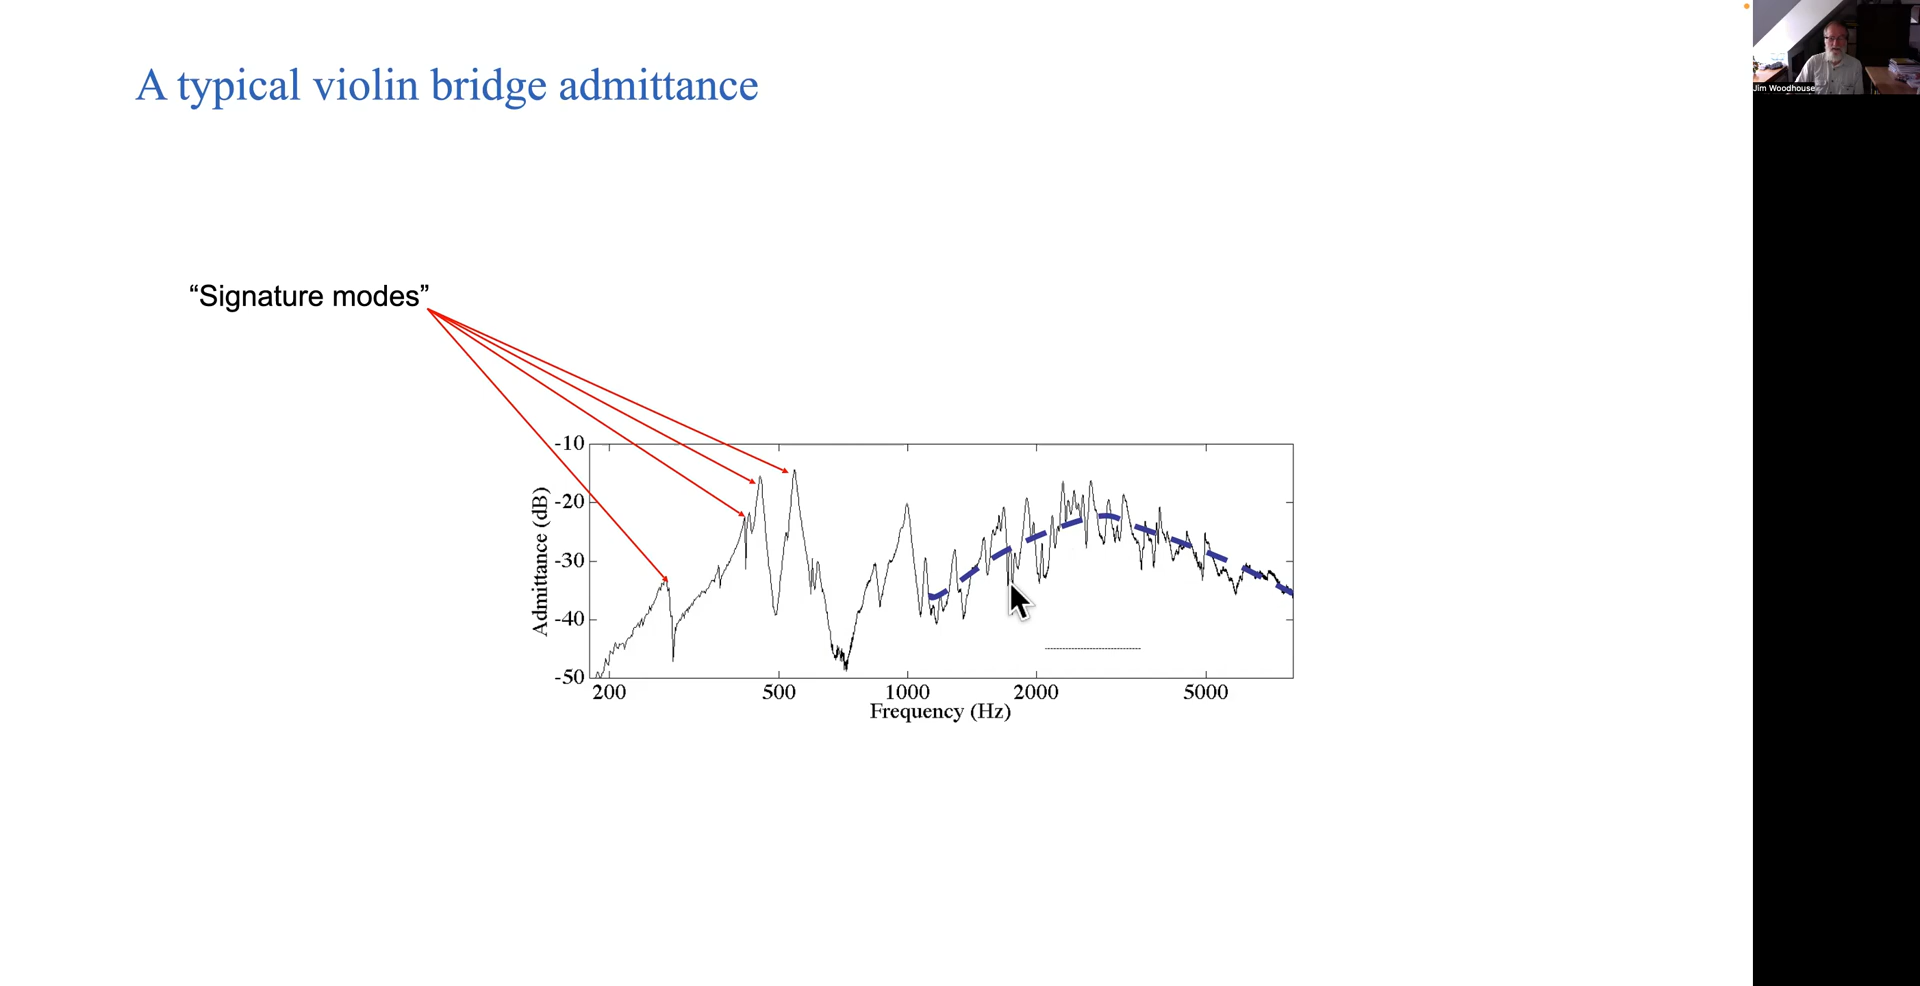 A typical violin bridge admittance
Jim Woodhouse
“Signature modes”
-10
-20
-30
-40
-50
Admittance (dB)
200
500
1000
2000
5000
Frequency (Hz)